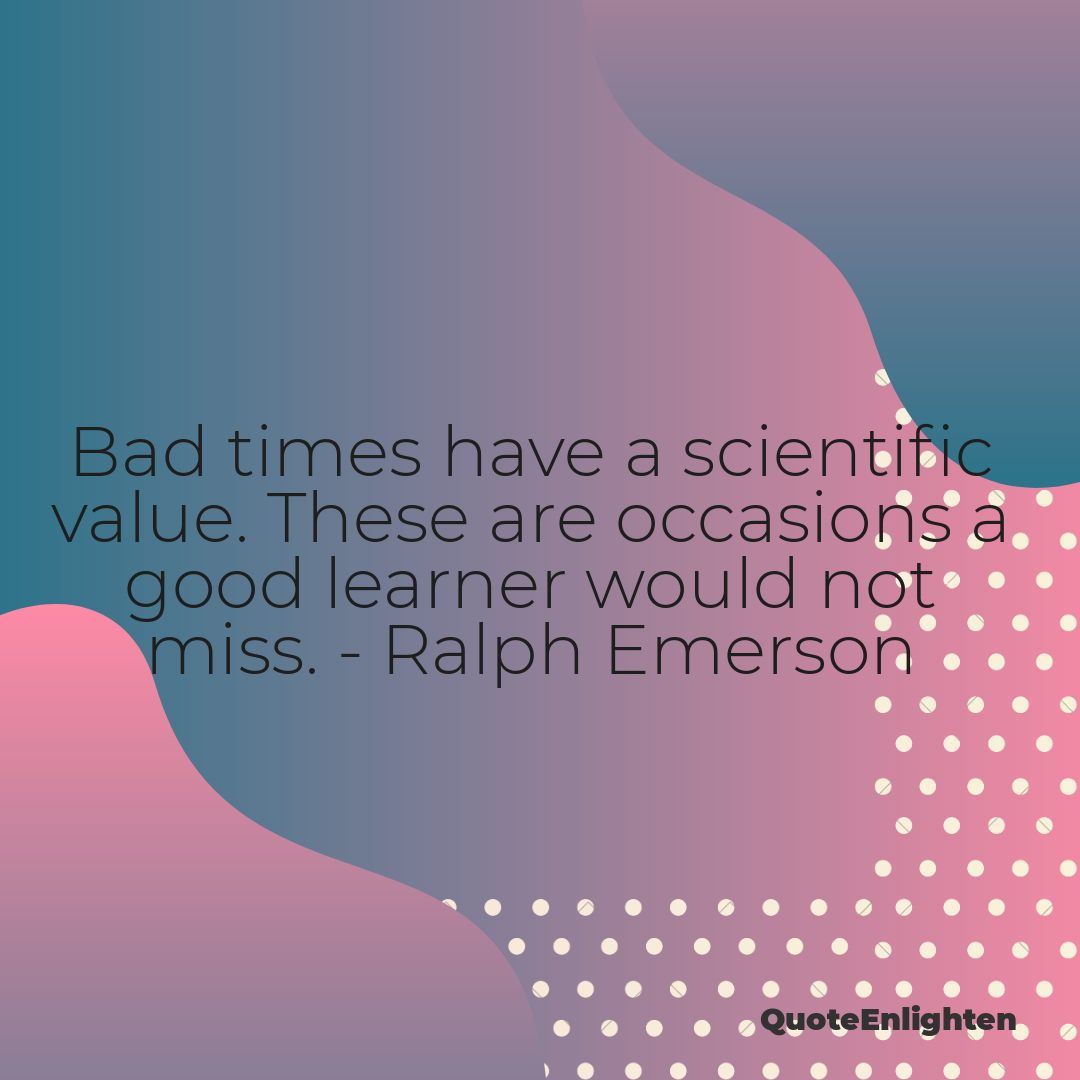 Bad times have a scientific
value. These are occasions a
good learner would not
miss. - Ralph Emerson
QuoteEnlighten